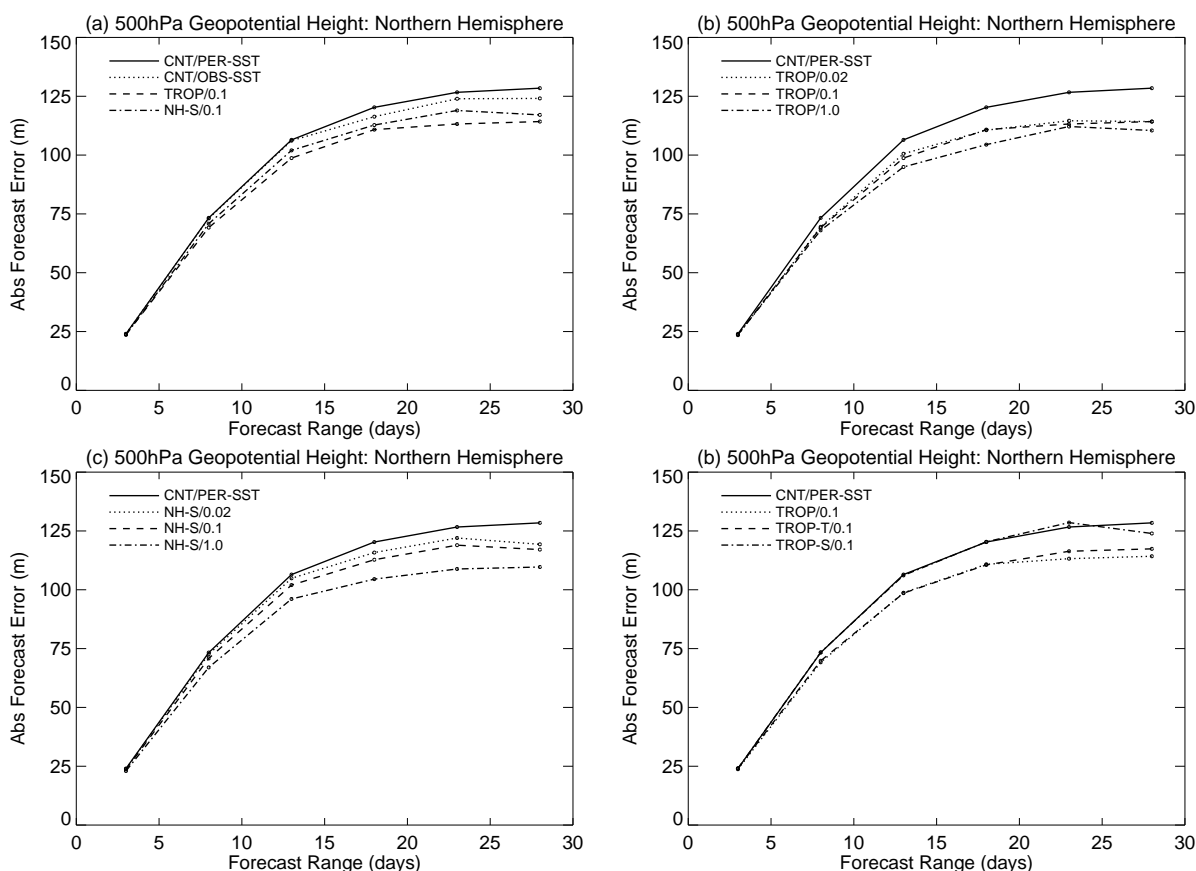 (a) 500hPa Geopotential Height: Northern Hemisphere
150
125
100
75
50
25
0
Abs Forecast Error (m)
CNT/PER-SST
CNT/OBS-SST
TROP/0.1
NH-S/0.1
0 5 10 15 20 25 30
Forecast Range (days)
(b) 500hPa Geopotential Height: Northern Hemisphere
150
125
100
75
50
25
0
Abs Forecast Error (m)
CNT/PER-SST
TROP/0.02
TROP/0.1
TROP/1.0
0 5 10 15 20 25 30
Forecast Range (days)
(c) 500hPa Geopotential Height: Northern Hemisphere
150
125
100
75
50
25
0
Abs Forecast Error (m)
CNT/PER-SST
NH-S/0.02
NH-S/0.1
NH-S/1.0
0 5 10 15 20 25 30
Forecast Range (days)
(b) 500hPa Geopotential Height: Northern Hemisphere
150
125
100
75
50
25
0
Abs Forecast Error (m)
CNT/PER-SST
TROP/0.1
TROP-T/0.1
TROP-S/0.1
0 5 10 15 20 25 30
Forecast Range (days)